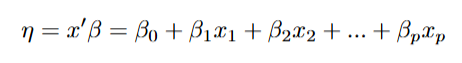 η = x′β = β₀ + β₁x₁ + β₂x₂ + ... + βₚxₚ